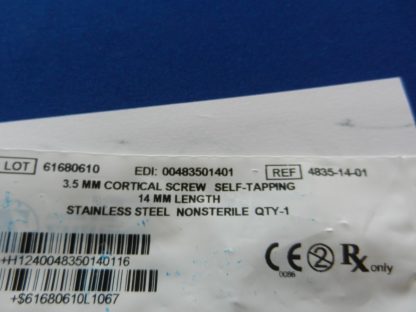 LOT 61680610 EDI: 00483501401 REF 4835-14-01
3.5 MM CORTICAL SCREW SELF-TAPPING
14 MM LENGTH
STAINLESS STEEL NONSTERILE QTY-1
+H1240048350140116
CE 0086 2 Rx only
+$61680610L1067